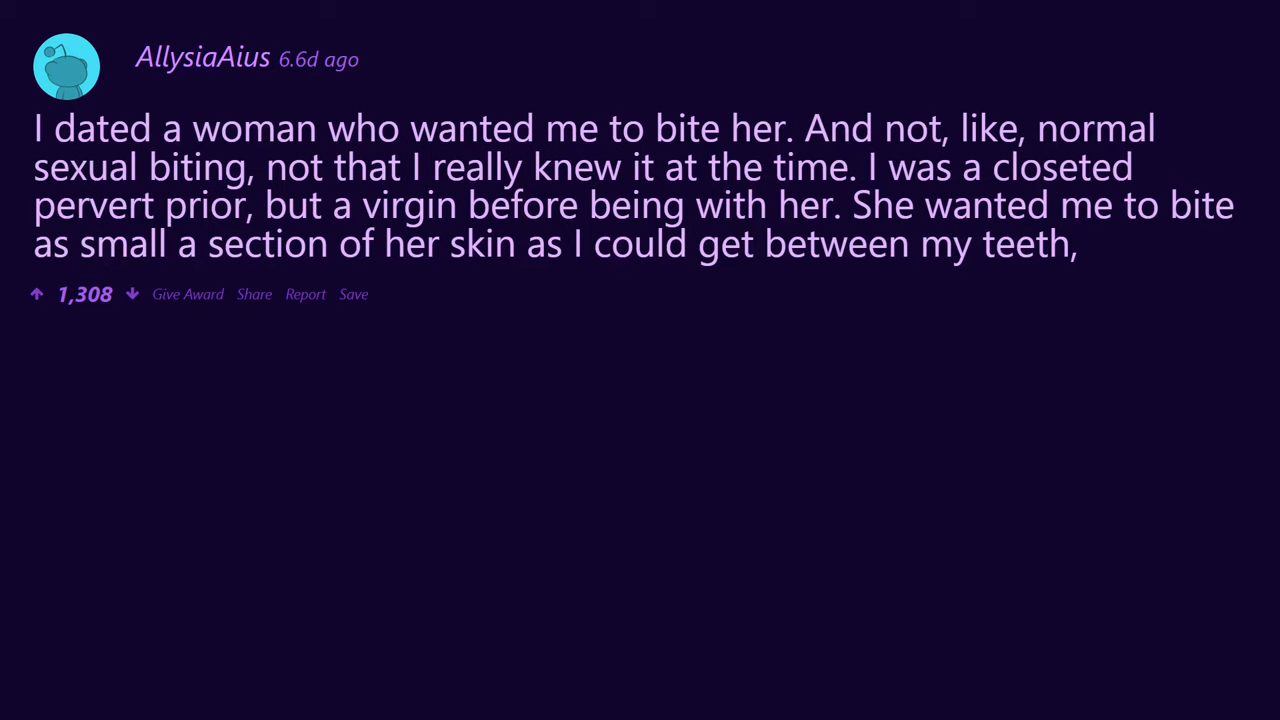 AllysiaAius 6.6d ago
I dated a woman who wanted me to bite her. And not, like, normal
sexual biting, not that I really knew it at the time. I was a closeted
pervert prior, but a virgin before being with her. She wanted me to bite
as small a section of her skin as I could get between my teeth,
1,308 Give Award Share Report Save